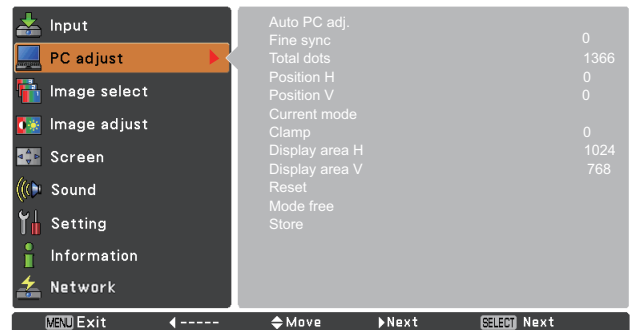 Input
PC adjust
Image select
Image adjust
Screen
Sound
Setting
Information
Network
Auto PC adj.
Fine sync 0
Total dots 1366
Position H 0
Position V 0
Current mode
Clamp 0
Display area H 1024
Display area V 768
Reset
Mode free
Store
MENU Exit ----- Move Next SELECT Next